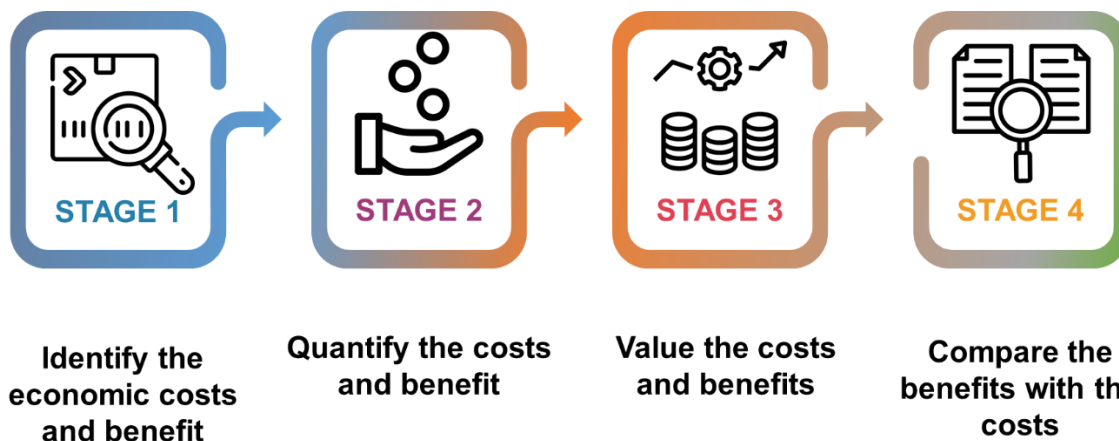 STAGE 1
STAGE 2
STAGE 3
STAGE 4
Identify the
economic costs
and benefit
Quantify the costs
and benefit
Value the costs
and benefits
Compare the
benefits with th
costs